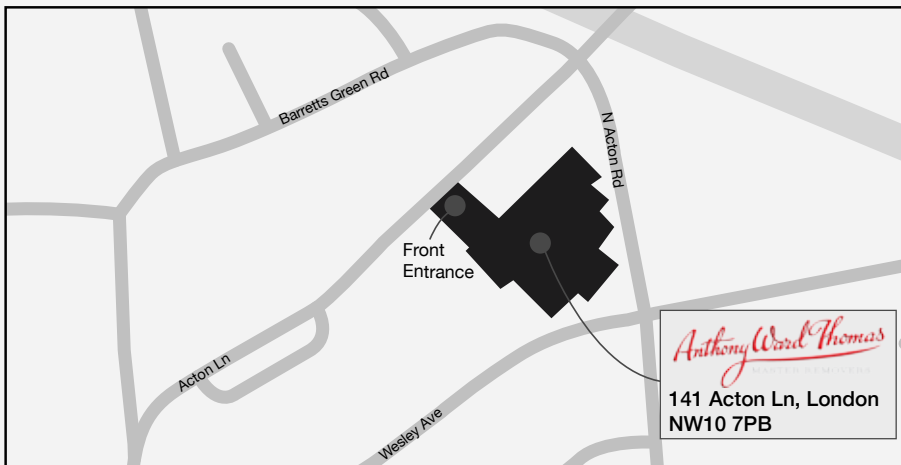 Barretts Green Rd
N Acton Rd
Front
Entrance
Acton Ln
Wesley Ave
Anthony Ward Thomas
MASTER REMOVERS
141 Acton Ln, London
NW10 7PB